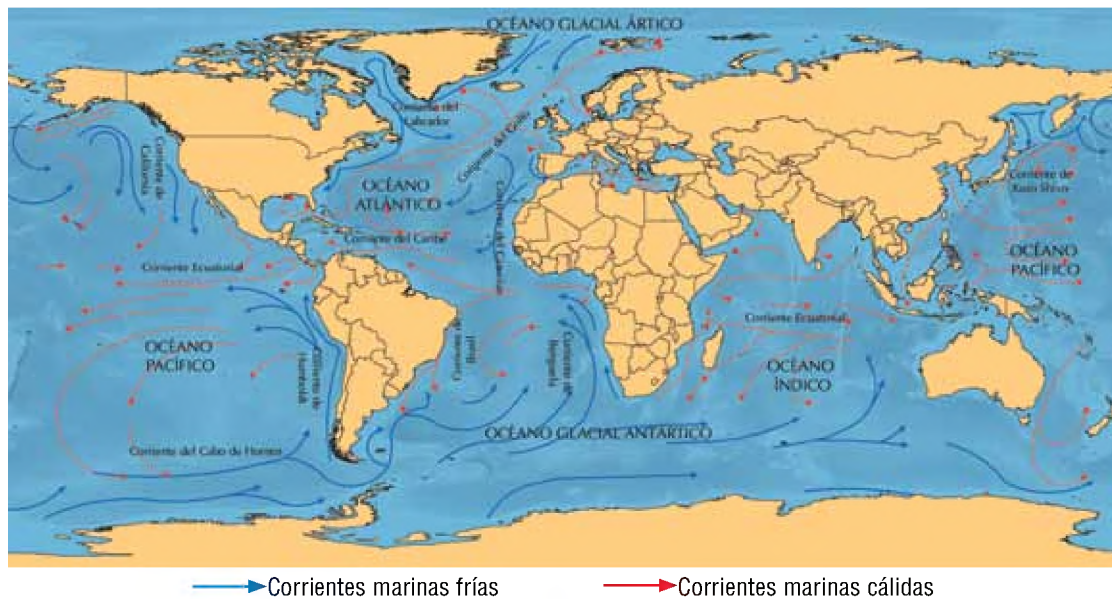 OCÉANO GLACIAL ÁRTICO
Corriente del
Labrador
Corriente del Golfo
Corriente de
California
OCÉANO
ATLÁNTICO
Corriente de Canarias
Corriente de
Kuro Shivo
Corriente del Caribe
Corriente Ecuatorial
OCÉANO
PACÍFICO
Corriente Ecuatorial
OCÉANO
PACÍFICO
Corriente de
Humboldt
Corriente de
Brasil
Corriente de
Benguela
OCÉANO
ÍNDICO
OCÉANO GLACIAL ANTÁRTICO
Corriente del Cabo de Hornos
Corrientes marinas frías
Corrientes marinas cálidas